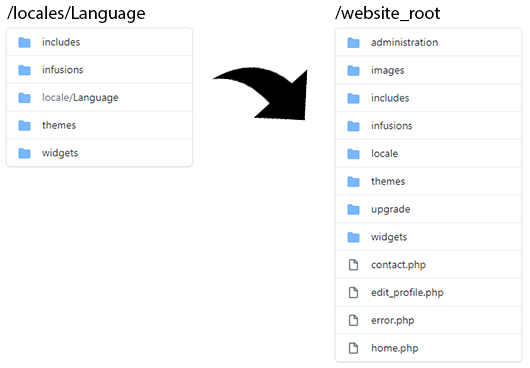 /locales/Language
includes
infusions
locale/Language
themes
widgets
/website_root
administration
images
includes
infusions
locale
themes
upgrade
widgets
contact.php
edit_profile.php
error.php
home.php